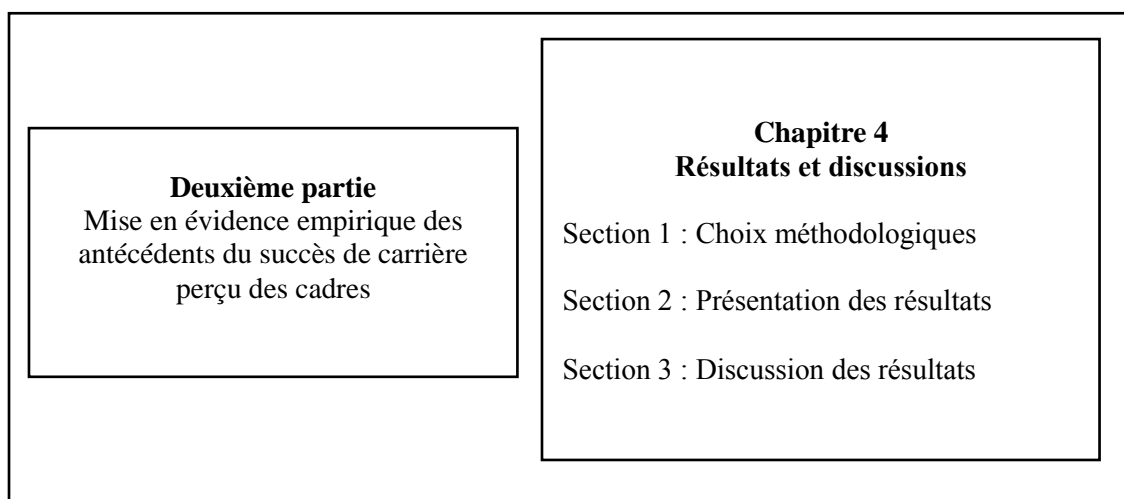 Deuxième partie
Mise en évidence empirique des
antécédents du succès de carrière
perçu des cadres
Chapitre 4
Résultats et discussions
Section 1 : Choix méthodologiques
Section 2 : Présentation des résultats
Section 3 : Discussion des résultats